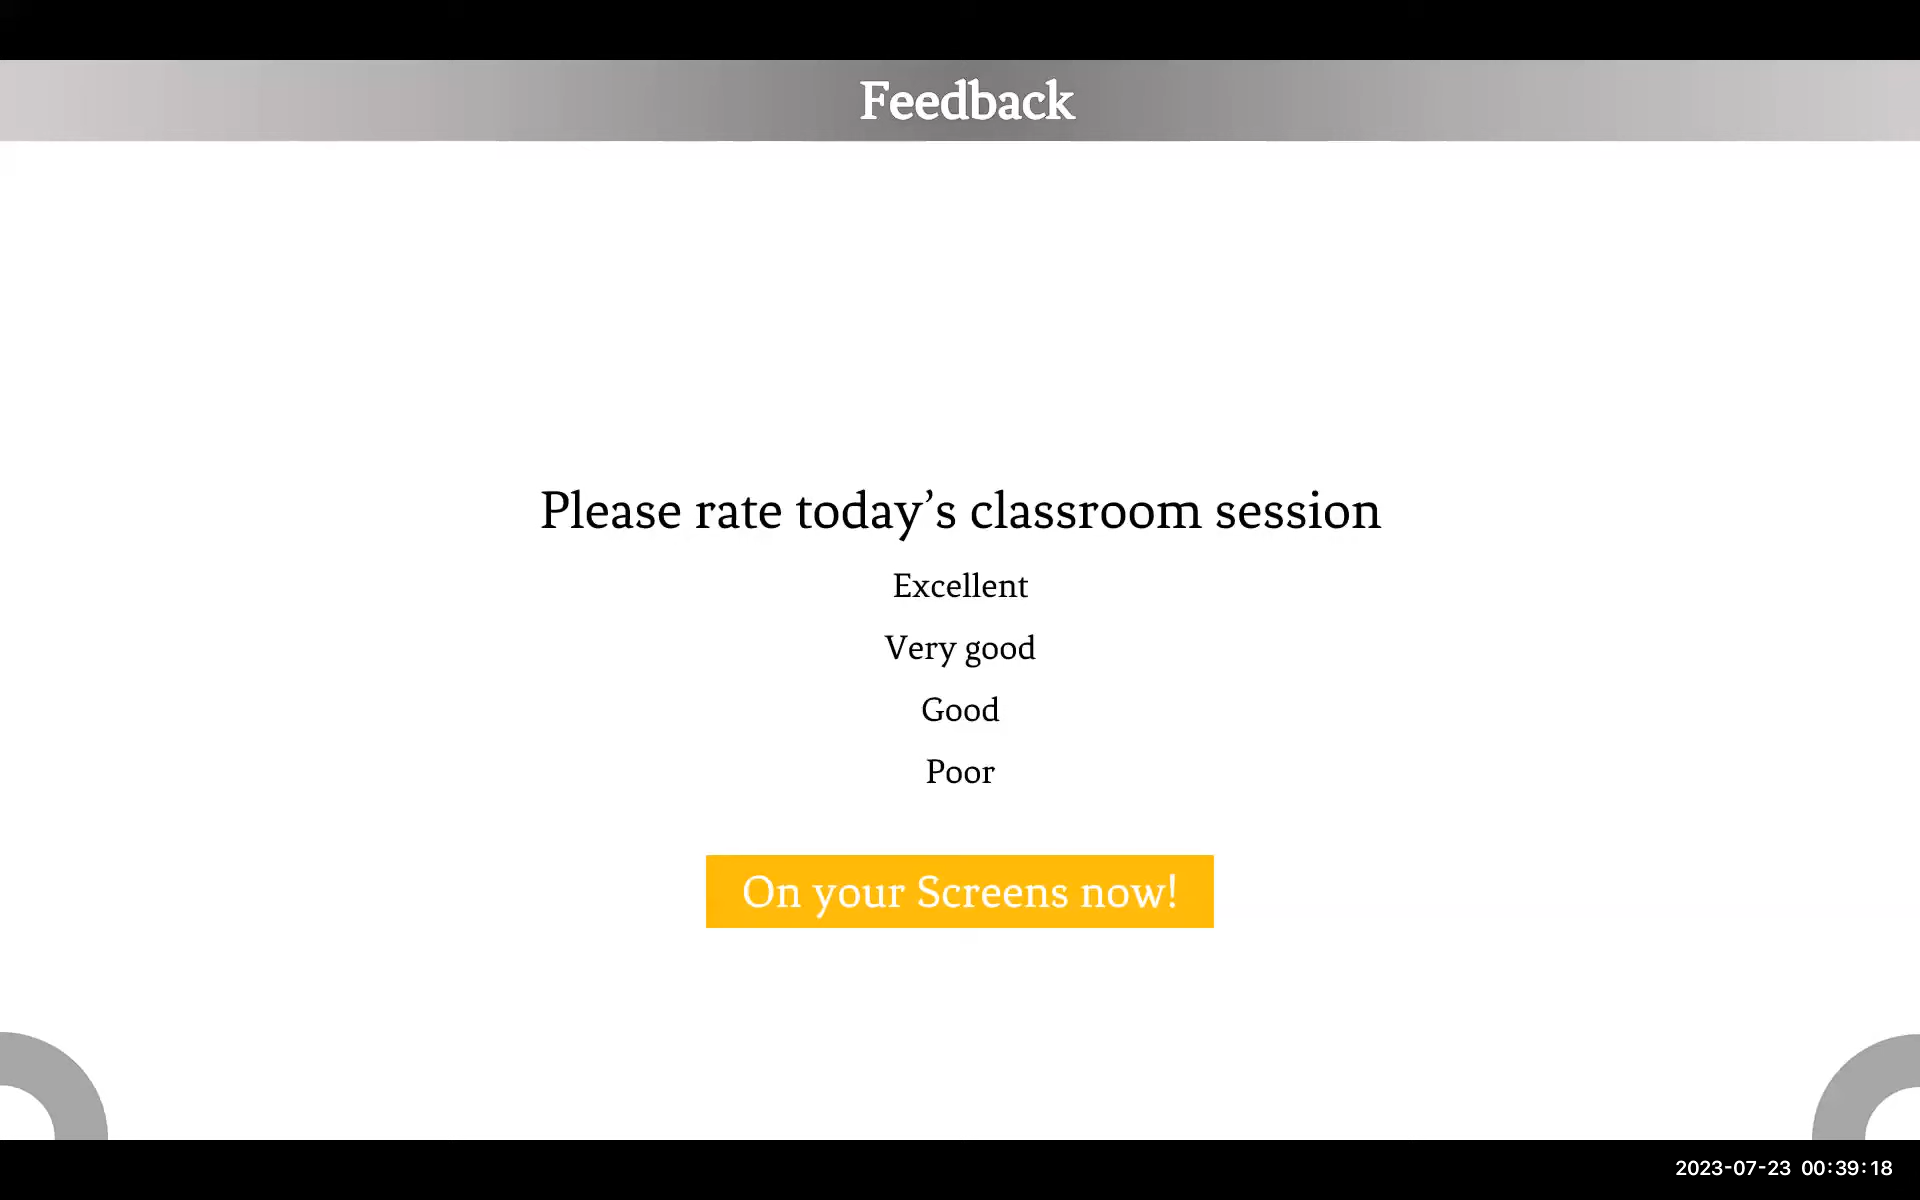 Feedback
Please rate today’s classroom session
Excellent
Very good
Good
Poor
On your Screens now!
2023-07-23 00:39:18